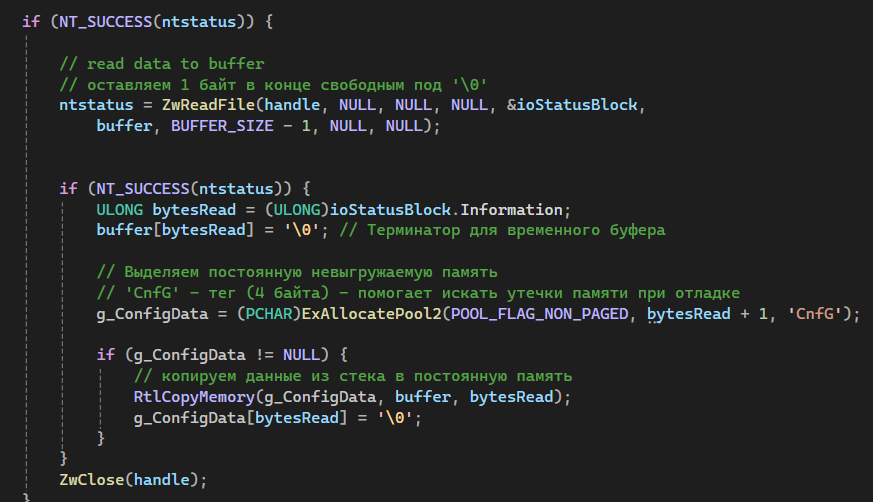 if (NT_SUCCESS(ntstatus)) {
// read data to buffer
// оставляем 1 байт в конце свободным под '\0'
ntstatus = ZwReadFile(handle, NULL, NULL, NULL, &ioStatusBlock,
buffer, BUFFER_SIZE - 1, NULL, NULL);
if (NT_SUCCESS(ntstatus)) {
ULONG bytesRead = (ULONG)ioStatusBlock.Information;
buffer[bytesRead] = '\0'; // Терминатор для временного буфера
// Выделяем постоянную невыгружаемую память
// 'CnfG' - тег (4 байта) - помогает искать утечки памяти при отладке
g_ConfigData = (PCHAR)ExAllocatePool2(POOL_FLAG_NON_PAGED, bytesRead + 1, 'CnfG');
if (g_ConfigData != NULL) {
// копируем данные из стека в постоянную память
RtlCopyMemory(g_ConfigData, buffer, bytesRead);
g_ConfigData[bytesRead] = '\0';
}
}
ZwClose(handle);
}